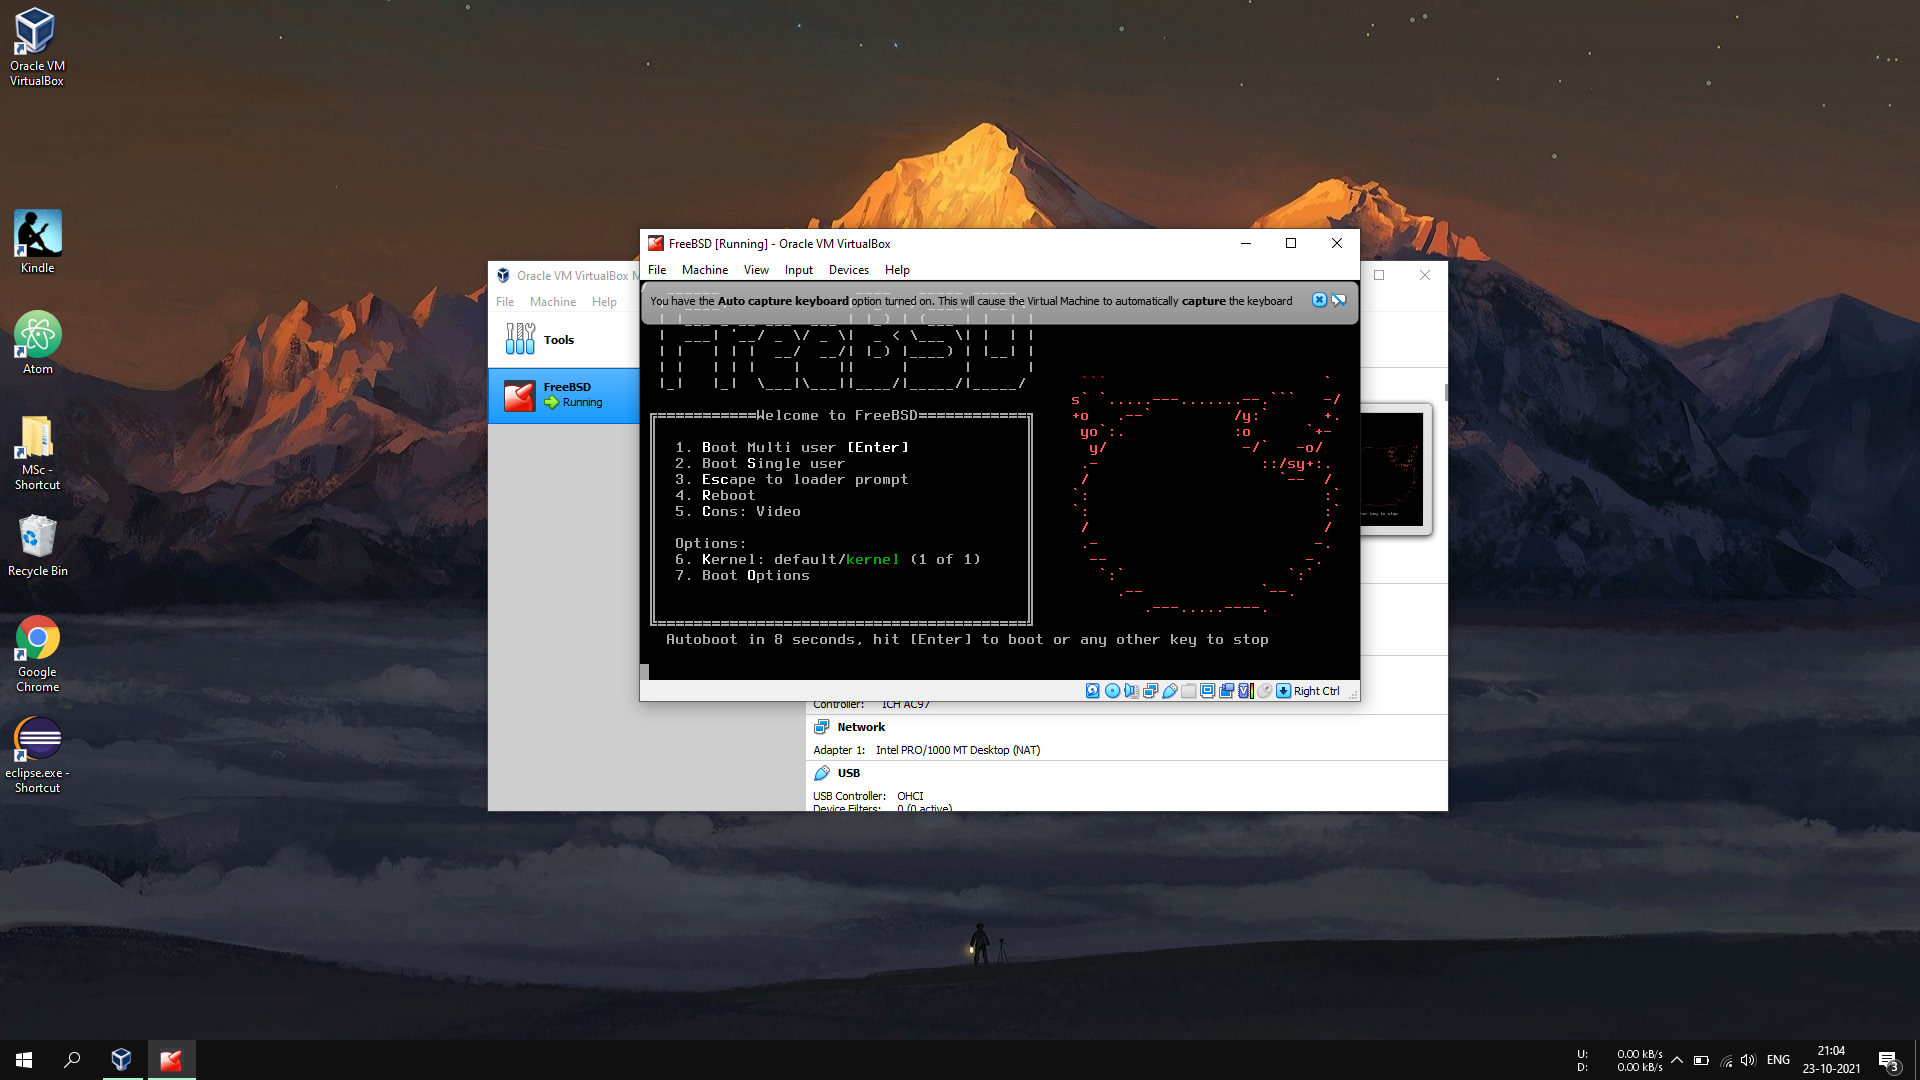 Oracle VM
VirtualBox
Kindle
Atom
MSc -
Shortcut
Recycle Bin
Google
Chrome
eclipse.exe -
Shortcut
Oracle VM VirtualBox
File Machine Help
Tools
FreeBSD
Running
FreeBSD [Running] - Oracle VM VirtualBox
File Machine View Input Devices Help
You have the Auto capture keyboard option turned on. This will cause the Virtual Machine to automatically capture the keyboard
FreeBSD
Welcome to FreeBSD
1. Boot Multi user [Enter]
2. Boot Single user
3. Escape to loader prompt
4. Reboot
5. Cons: Video
Options:
6. Kernel: default/kernel (1 of 1)
7. Boot Options
Autoboot in 8 seconds, hit [Enter] to boot or any other key to stop
Right Ctrl
Controller: ICH AC97
Network
Adapter 1: Intel PRO/1000 MT Desktop (NAT)
USB
USB Controller: OHCI
Device Filters: 0 (0 active)
U: 0.00 kB/s
D: 0.00 kB/s
ENG
21:04
23-10-2021
3